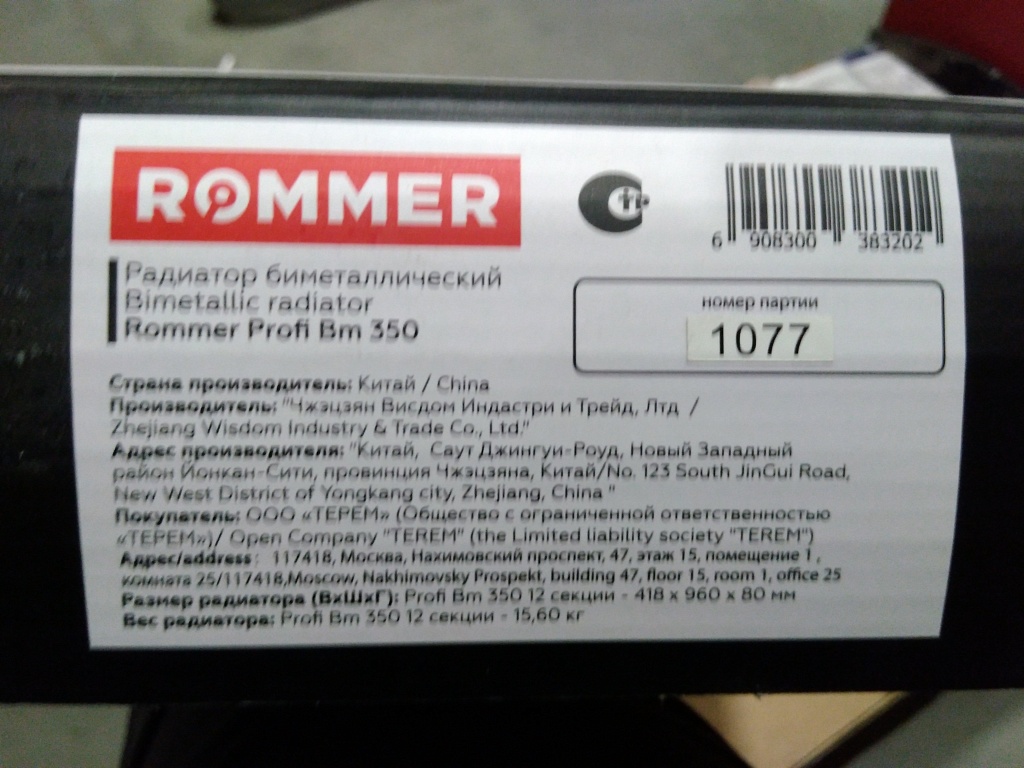 ROMMER
6 908300 383202
Радиатор биметаллический
Bimetallic radiator
Rommer Profi Bm 350
номер партии
1077
Страна производитель: Китай / China
Производитель: "Чжэцзян Висдом Индастри и Трейд, Лтд /
Zhejiang Wisdom Industry & Trade Co., Ltd."
Адрес производителя: "Китай, Саут Джингуи-Роуд, Новый Западный
район Йонкан-Сити, провинция Чжэцзяна, Китай/No. 123 South JinGui Road,
New West District of Yongkang city, Zhejiang, China "
Покупатель: ООО «ТЕРЕМ» (Общество с ограниченной ответственностью
«ТЕРЕМ»)/ Open Company "TEREM" (the Limited liability society "TEREM")
Адрес/address: 117418, Москва, Нахимовский проспект, 47, этаж 15, помещение 1 ,
комната 25/117418,Moscow, Nakhimovsky Prospekt, building 47, floor 15, room 1, office 25
Размер радиатора (ВхШхГ): Profi Bm 350 12 секции - 418 x 960 x 80 мм
Вес радиатора: Profi Bm 350 12 секции - 15,60 кг